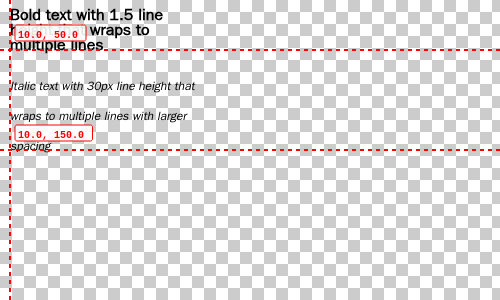 Bold text with 1.5 line
wraps to
10.0, 50.0
multiple lines
Italic text with 30px line height that
wraps to multiple lines with larger
10.0, 150.0
spacing